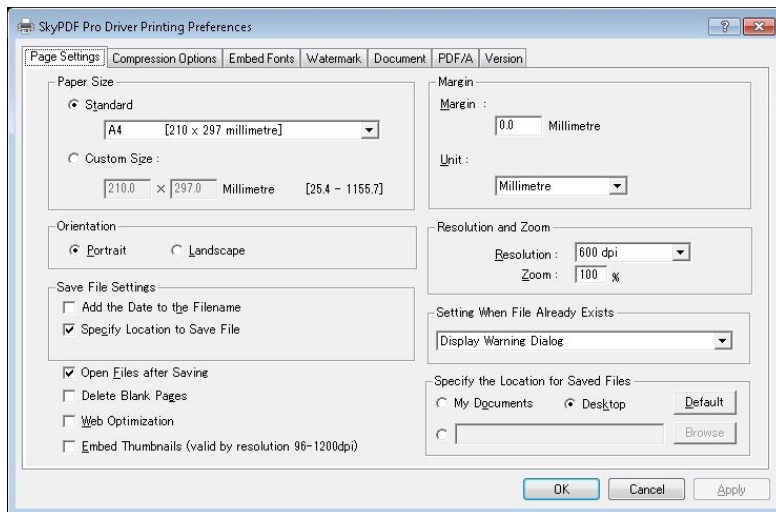 SkyPDF Pro Driver Printing Preferences
Page Settings Compression Options Embed Fonts Watermark Document PDF/A Version
Paper Size
Standard
A4 [210 x 297 millimetre]
Custom Size :
210.0 × 297.0 Millimetre [25.4 - 1155.7]
Orientation
Portrait Landscape
Save File Settings
Add the Date to the Filename
Specify Location to Save File
Open Files after Saving
Delete Blank Pages
Web Optimization
Embed Thumbnails (valid by resolution 96-1200dpi)
Margin
Margin :
0.0 Millimetre
Unit :
Millimetre
Resolution and Zoom
Resolution : 600 dpi
Zoom : 100 %
Setting When File Already Exists
Display Warning Dialog
Specify the Location for Saved Files
My Documents Desktop Default
Browse
OK Cancel Apply